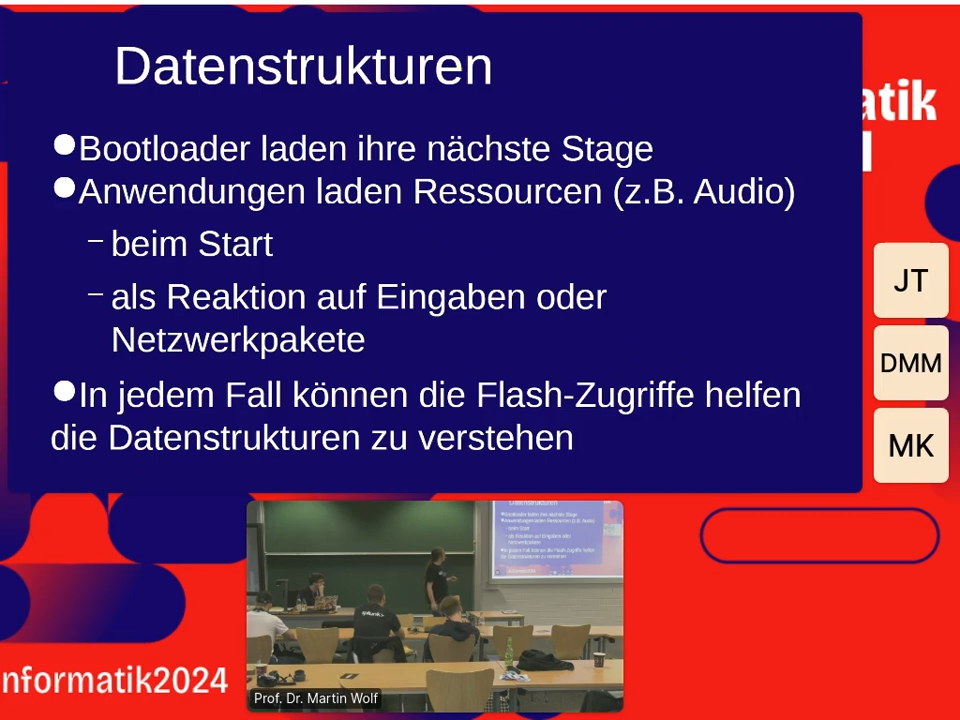 Datenstrukturen
Bootloader laden ihre nächste Stage
Anwendungen laden Ressourcen (z.B. Audio)
– beim Start
– als Reaktion auf Eingaben oder
Netzwerkpakete
In jedem Fall können die Flash-Zugriffe helfen
die Datenstrukturen zu verstehen
atik
JT
DMM
MK
nformatik2024
Prof. Dr. Martin Wolf